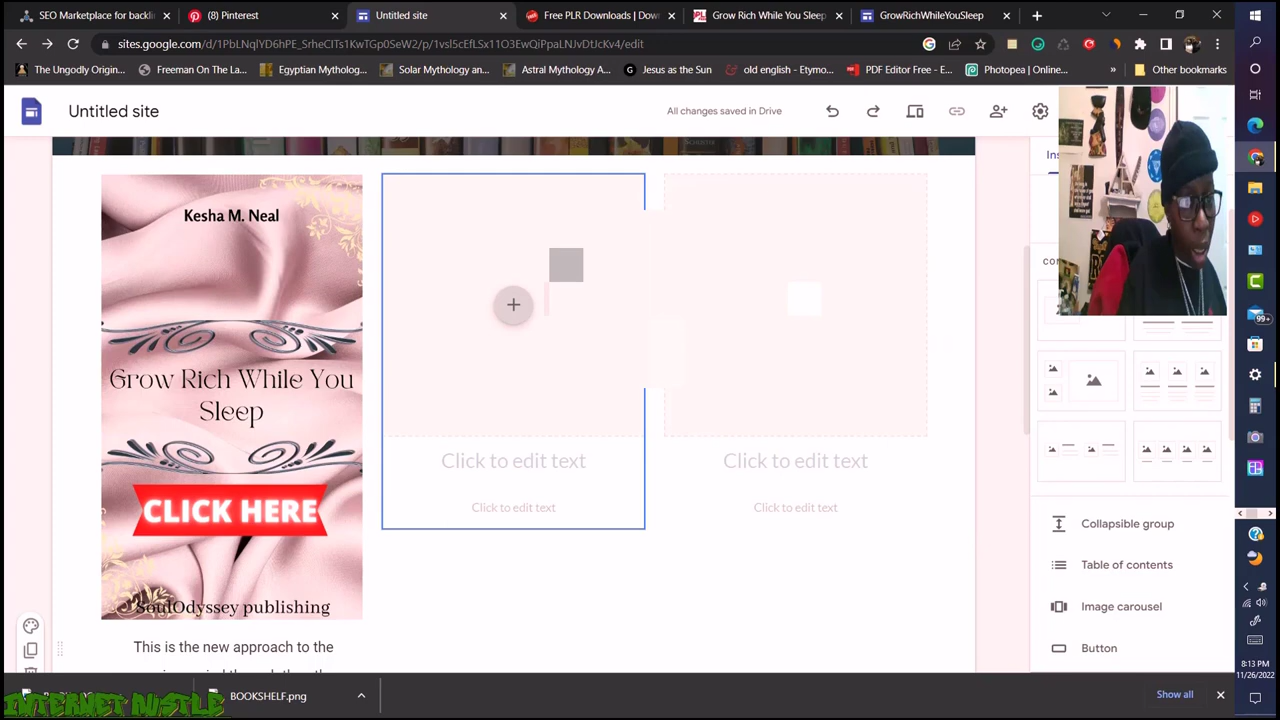 SEO Marketplace for backli
(8) Pinterest
Untitled site
Free PLR Downloads | Dow
Grow Rich While You Sleep
GrowRichWhileYouSleep
sites.google.com/d/1PbLNqlYD6hPE_SrheCITs1KwTGp0SeW2/p/1vsl5cEfLSx11O3EwQiPpaLNJvDtJcKv4/edit
The Ungodly Origin...
Freeman On The La...
Egyptian Mytholog...
Solar Mythology an...
Astral Mythology A...
Jesus as the Sun
old english - Etymo...
PDF Editor Free - E...
Photopea | Online...
»
Other bookmarks
Untitled site
All changes saved in Drive
Ins
Kesha M. Neal
Grow Rich While You
Sleep
CLICK HERE
SoulOdyssey publishing
This is the new approach to the
Click to edit text
Click to edit text
Click to edit text
Click to edit text
Collapsible group
Table of contents
Image carousel
Button
99+
8:13 PM
11/26/2022
BOOKSHELF.png
Show all
INTERNET HUSTLE